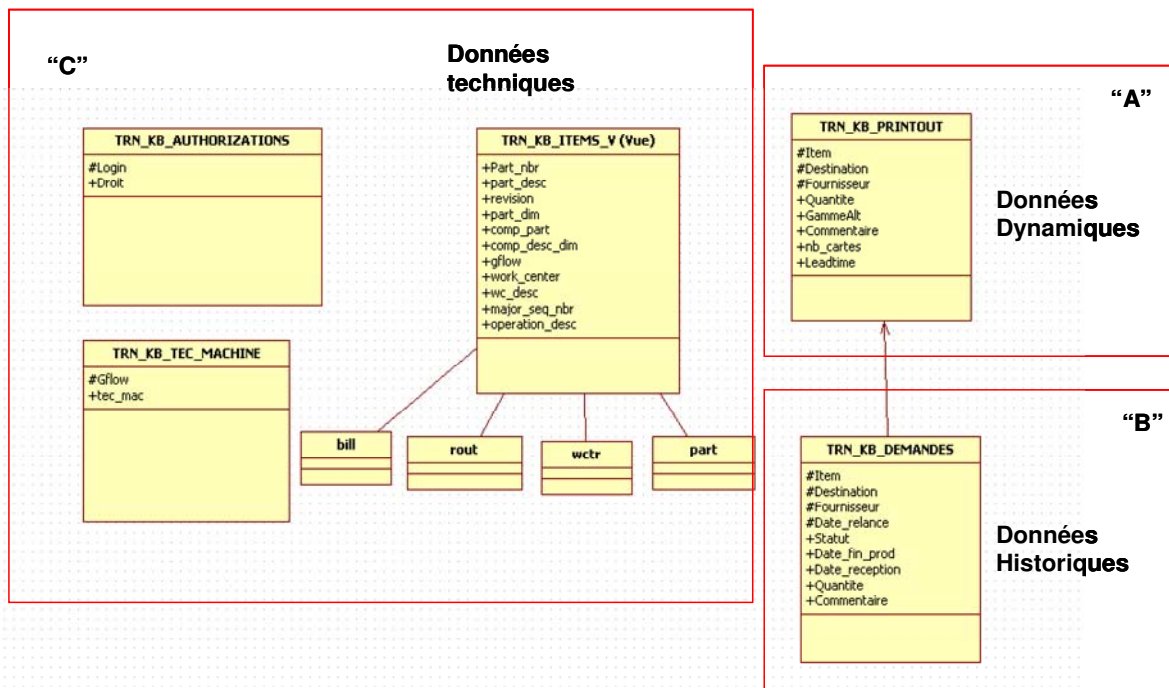 “C”
Données
techniques
TRN_KB_AUTHORIZATIONS
#Login
+Droit
TRN_KB_ITEMS_V (Vue)
+Part_nbr
+part_desc
+revision
+part_dim
+comp_part
+comp_desc_dim
+gflow
+work_center
+wc_desc
+major_seq_nbr
+operation_desc
TRN_KB_TEC_MACHINE
#Gflow
+tec_mac
bill
rout
wctr
part
“A”
TRN_KB_PRINTOUT
#Item
#Destination
#Fournisseur
+Quantite
+GammeAlt
+Commentaire
+nb_cartes
+Leadtime
Données
Dynamiques
“B”
TRN_KB_DEMANDES
#Item
#Destination
#Fournisseur
#Date_relance
+Statut
+Date_fin_prod
+Date_reception
+Quantite
+Commentaire
Données
Historiques